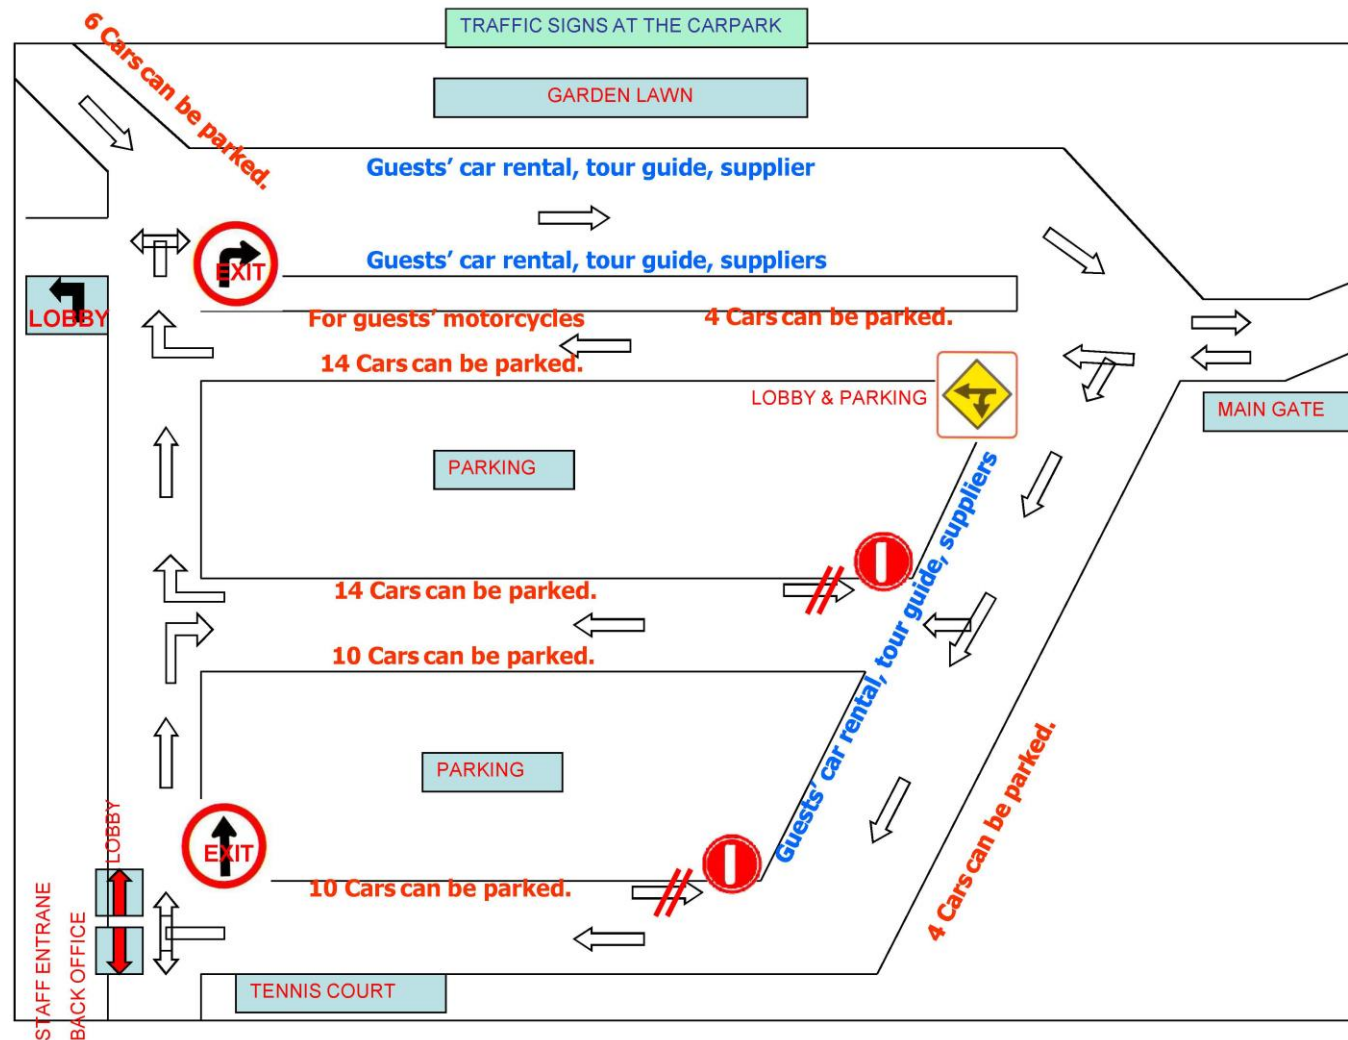 TRAFFIC SIGNS AT THE CARPARK
6 Cars can be parked.
GARDEN LAWN
Guests' car rental, tour guide, supplier
EXIT
Guests' car rental, tour guide, suppliers
LOBBY
For guests' motorcycles
4 Cars can be parked.
14 Cars can be parked.
LOBBY & PARKING
MAIN GATE
PARKING
Guests' car rental, tour guide, suppliers
14 Cars can be parked.
10 Cars can be parked.
PARKING
4 Cars can be parked.
LOBBY
EXIT
10 Cars can be parked.
STAFF ENTRANE
BACK OFFICE
TENNIS COURT